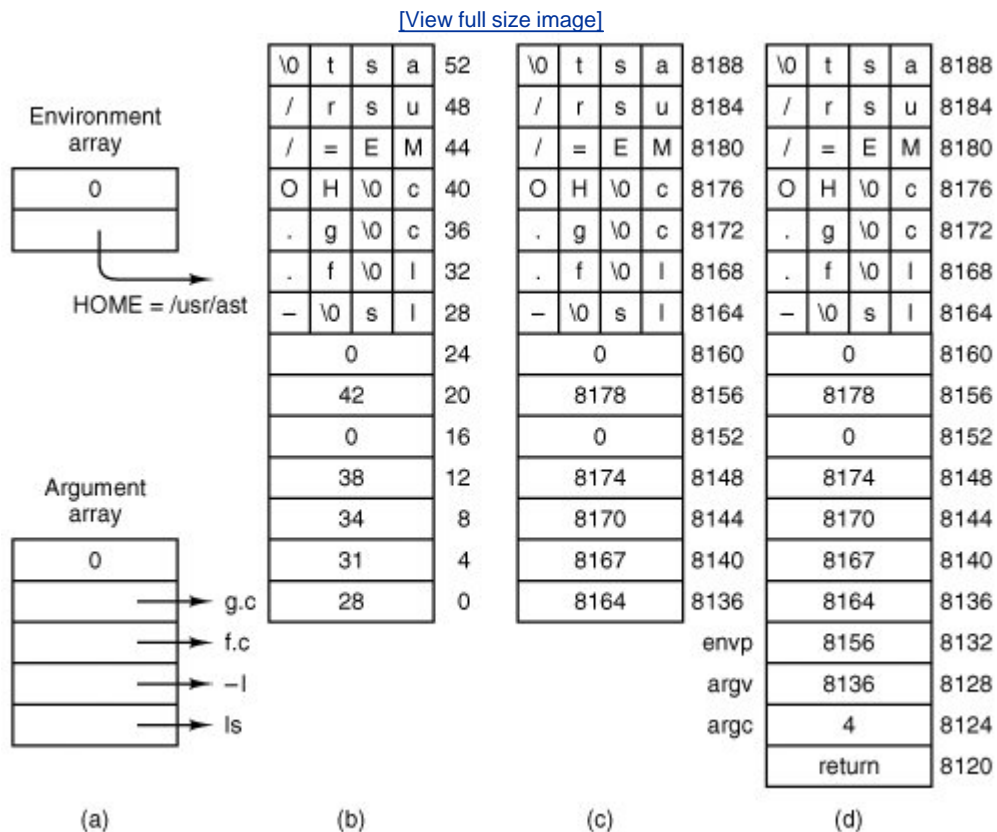 [View full size image]
\0 t s a 52 \0 t s a 8188 \0 t s a 8188
/ r s u 48 / r s u 8184 / r s u 8184
Environment
array
/ = E M 44 / = E M 8180 / = E M 8180
0 O H \0 c 40 O H \0 c 8176 O H \0 c 8176
. g \0 c 36 . g \0 c 8172 . g \0 c 8172
. f \0 l 32 . f \0 l 8168 . f \0 l 8168
HOME = /usr/ast – \0 s l 28 – \0 s l 8164 – \0 s l 8164
0 24 0 8160 0 8160
42 20 8178 8156 8178 8156
0 16 0 8152 0 8152
Argument
array
38 12 8174 8148 8174 8148
34 8 8170 8144 8170 8144
0 31 4 8167 8140 8167 8140
g.c 28 0 8164 8136 8164 8136
f.c envp 8156 8132
–l argv 8136 8128
ls argc 4 8124
return 8120
(a) (b) (c) (d)